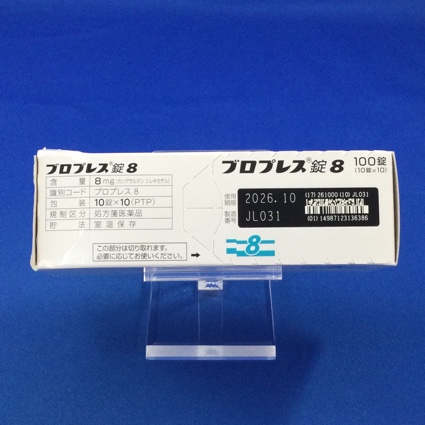 ブロプレス®錠 8
含 量 8mg(カンデサルタン シレキセチル)
識別コード ブロプレス 8
包 装 10錠×10(PTP)
規制区分 処方箋医薬品
貯 法 室温保存
この部分は切り取れます。
必要に応じてお使いください。
ブロプレス®錠 8 100錠
(10錠×10)
使用
期限 2026.10
製造
番号 JL031
(17)261000(10)JL031
(01)14987123136306
8